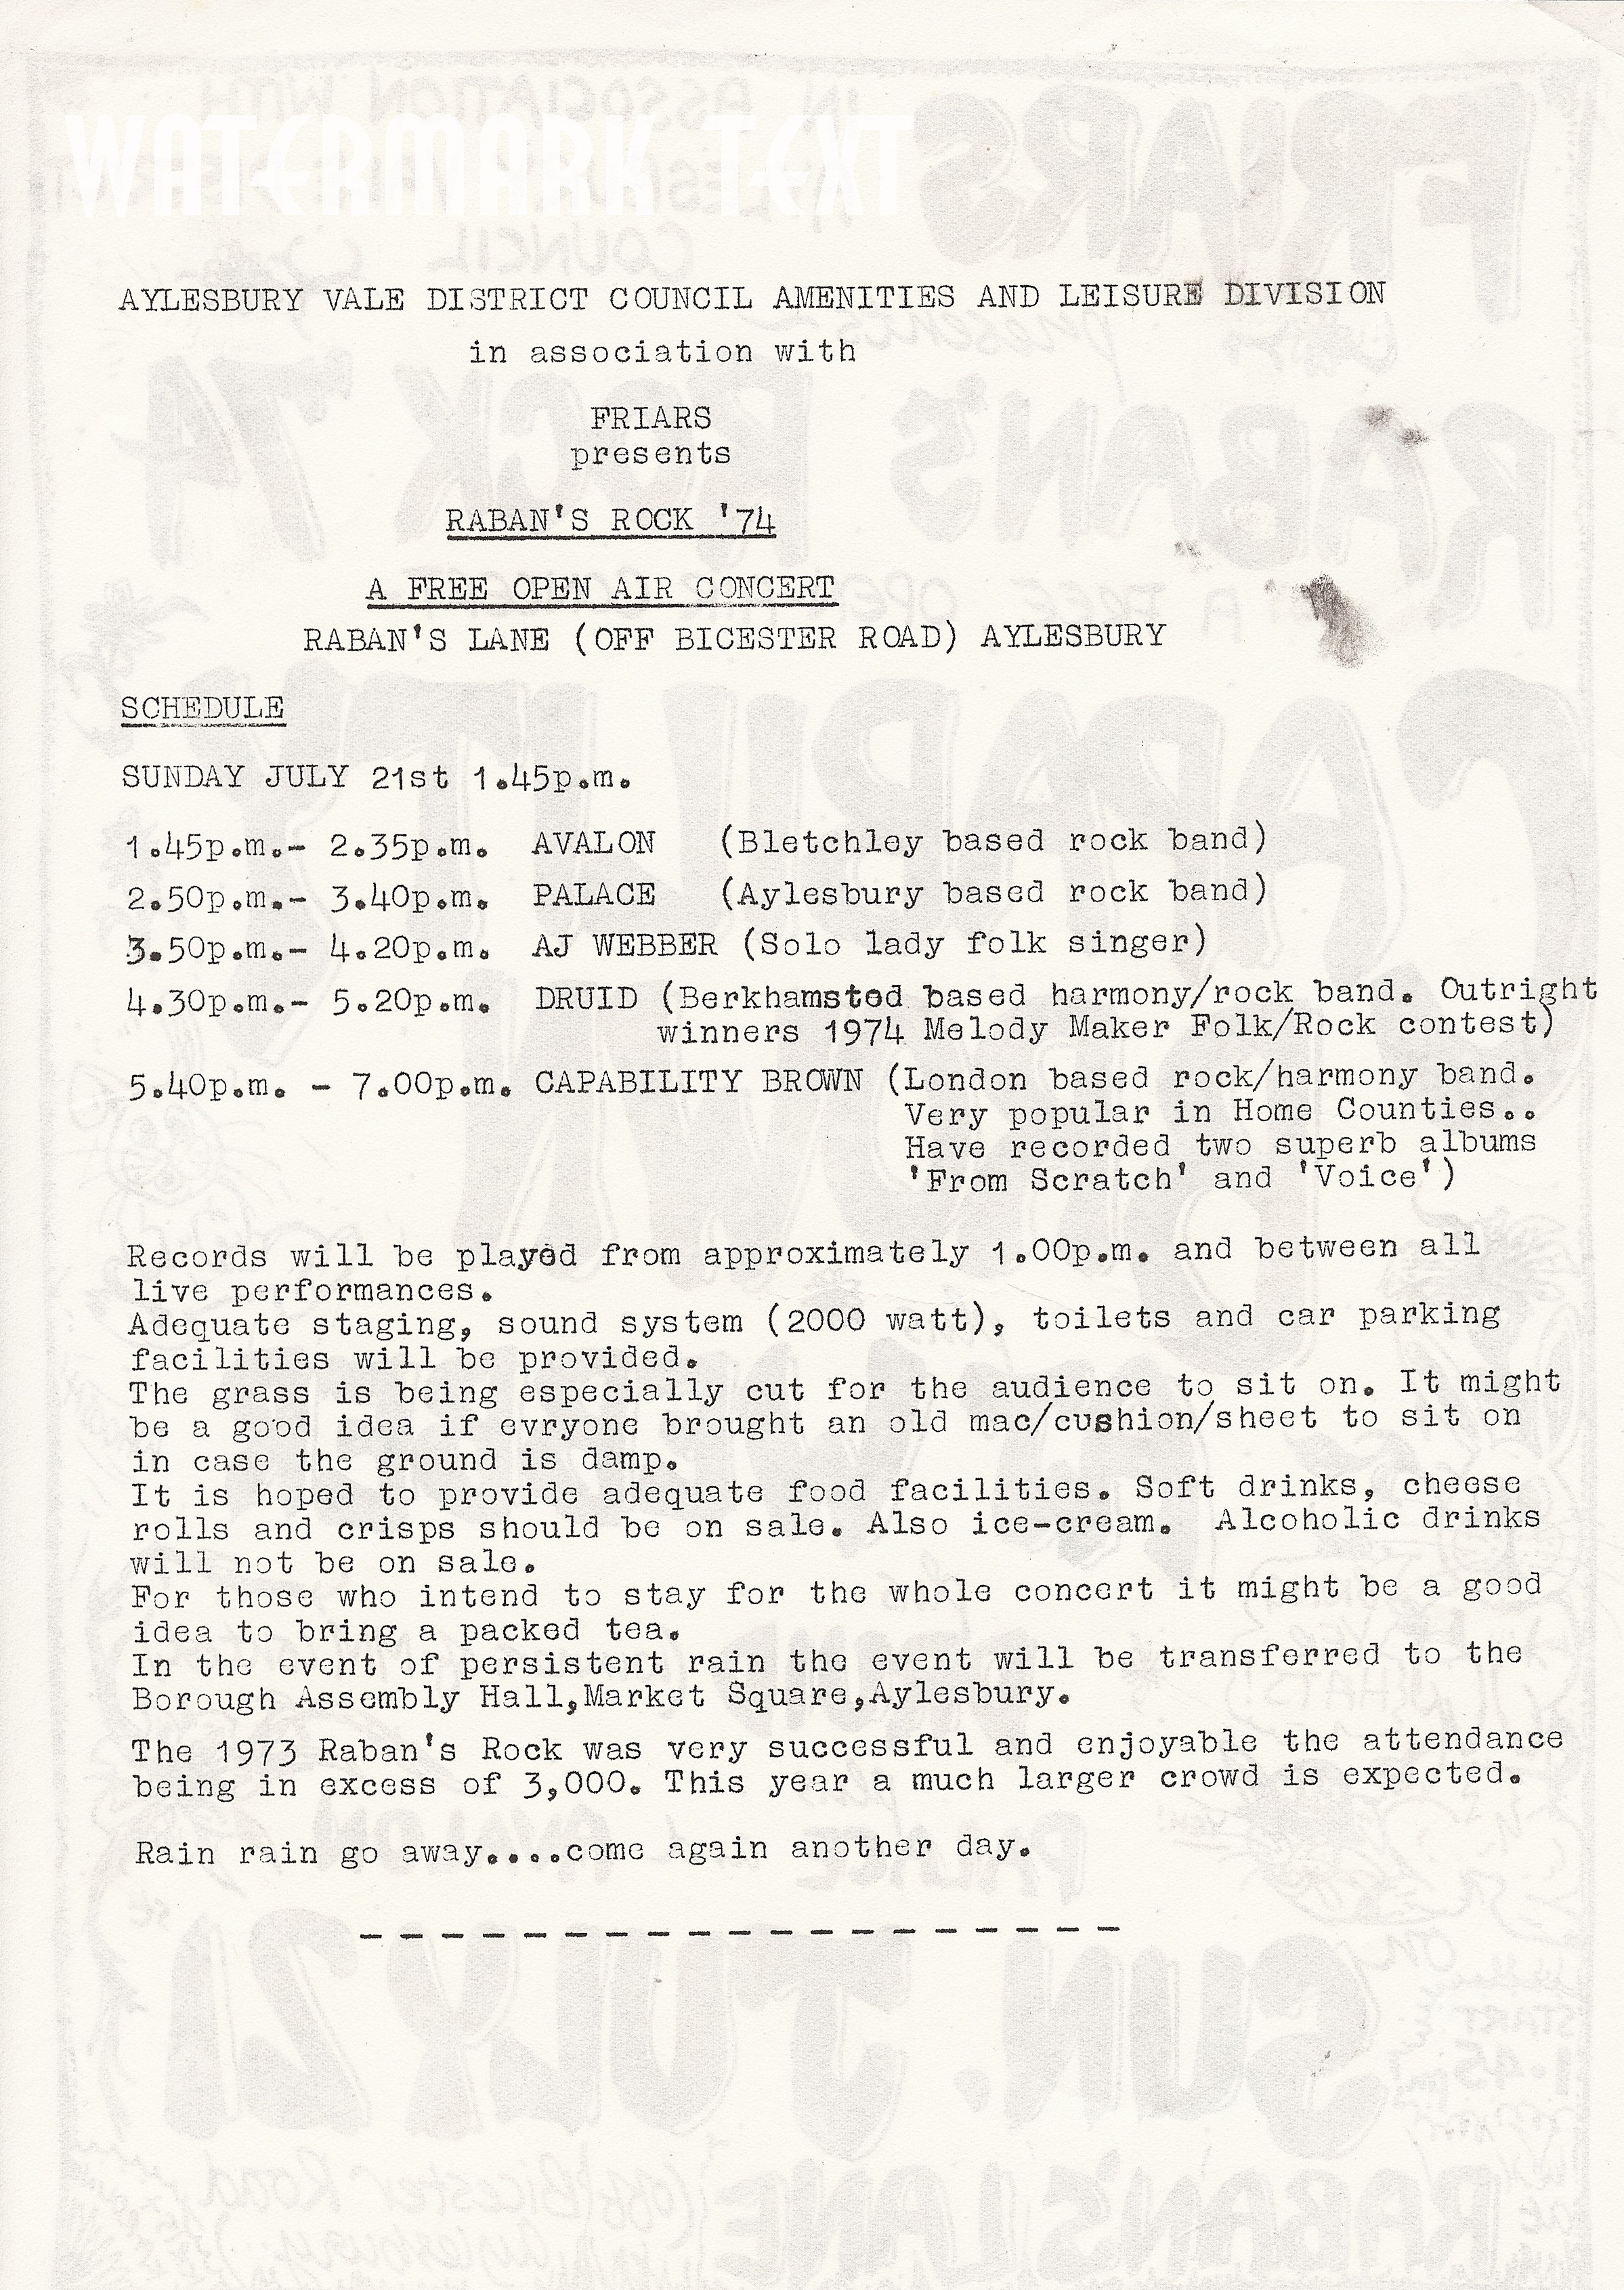 WATERMARK TEXT
AYLESBURY VALE DISTRICT COUNCIL AMENITIES AND LEISURE DIVISION
in association with
FRIARS
presents
RABAN'S ROCK '74
A FREE OPEN AIR CONCERT
RABAN'S LANE (OFF BICESTER ROAD) AYLESBURY
SCHEDULE
SUNDAY JULY 21st 1.45p.m.
1.45p.m.- 2.35p.m. AVALON (Bletchley based rock band)
2.50p.m.- 3.40p.m. PALACE (Aylesbury based rock band)
3.50p.m.- 4.20p.m. AJ WEBBER (Solo lady folk singer)
4.30p.m.- 5.20p.m. DRUID (Berkhamsted based harmony/rock band. Outright
winners 1974 Melody Maker Folk/Rock contest)
5.40p.m. - 7.00p.m. CAPABILITY BROWN (London based rock/harmony band.
Very popular in Home Counties..
Have recorded two superb albums
'From Scratch' and 'Voice')
Records will be played from approximately 1.00p.m. and between all
live performances.
Adequate staging, sound system (2000 watt), toilets and car parking
facilities will be provided.
The grass is being especially cut for the audience to sit on. It might
be a good idea if evryone brought an old mac/cushion/sheet to sit on
in case the ground is damp.
It is hoped to provide adequate food facilities. Soft drinks, cheese
rolls and crisps should be on sale. Also ice-cream. Alcoholic drinks
will not be on sale.
For those who intend to stay for the whole concert it might be a good
idea to bring a packed tea.
In the event of persistent rain the event will be transferred to the
Borough Assembly Hall,Market Square,Aylesbury.
The 1973 Raban's Rock was very successful and enjoyable the attendance
being in excess of 3,000. This year a much larger crowd is expected.
Rain rain go away....come again another day.